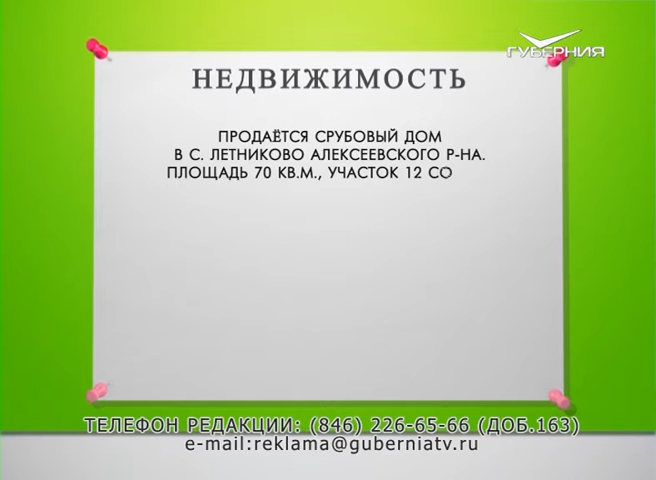 ГУБЕРНИЯ
НЕДВИЖИМОСТЬ
ПРОДАЁТСЯ СРУБОВЫЙ ДОМ
В С. ЛЕТНИКОВО АЛЕКСЕЕВСКОГО Р-НА.
ПЛОЩАДЬ 70 КВ.М., УЧАСТОК 12 СО
ТЕЛЕФОН РЕДАКЦИИ: (846) 226-65-66 (ДОБ.163)
e-mail:reklama@guberniatv.ru